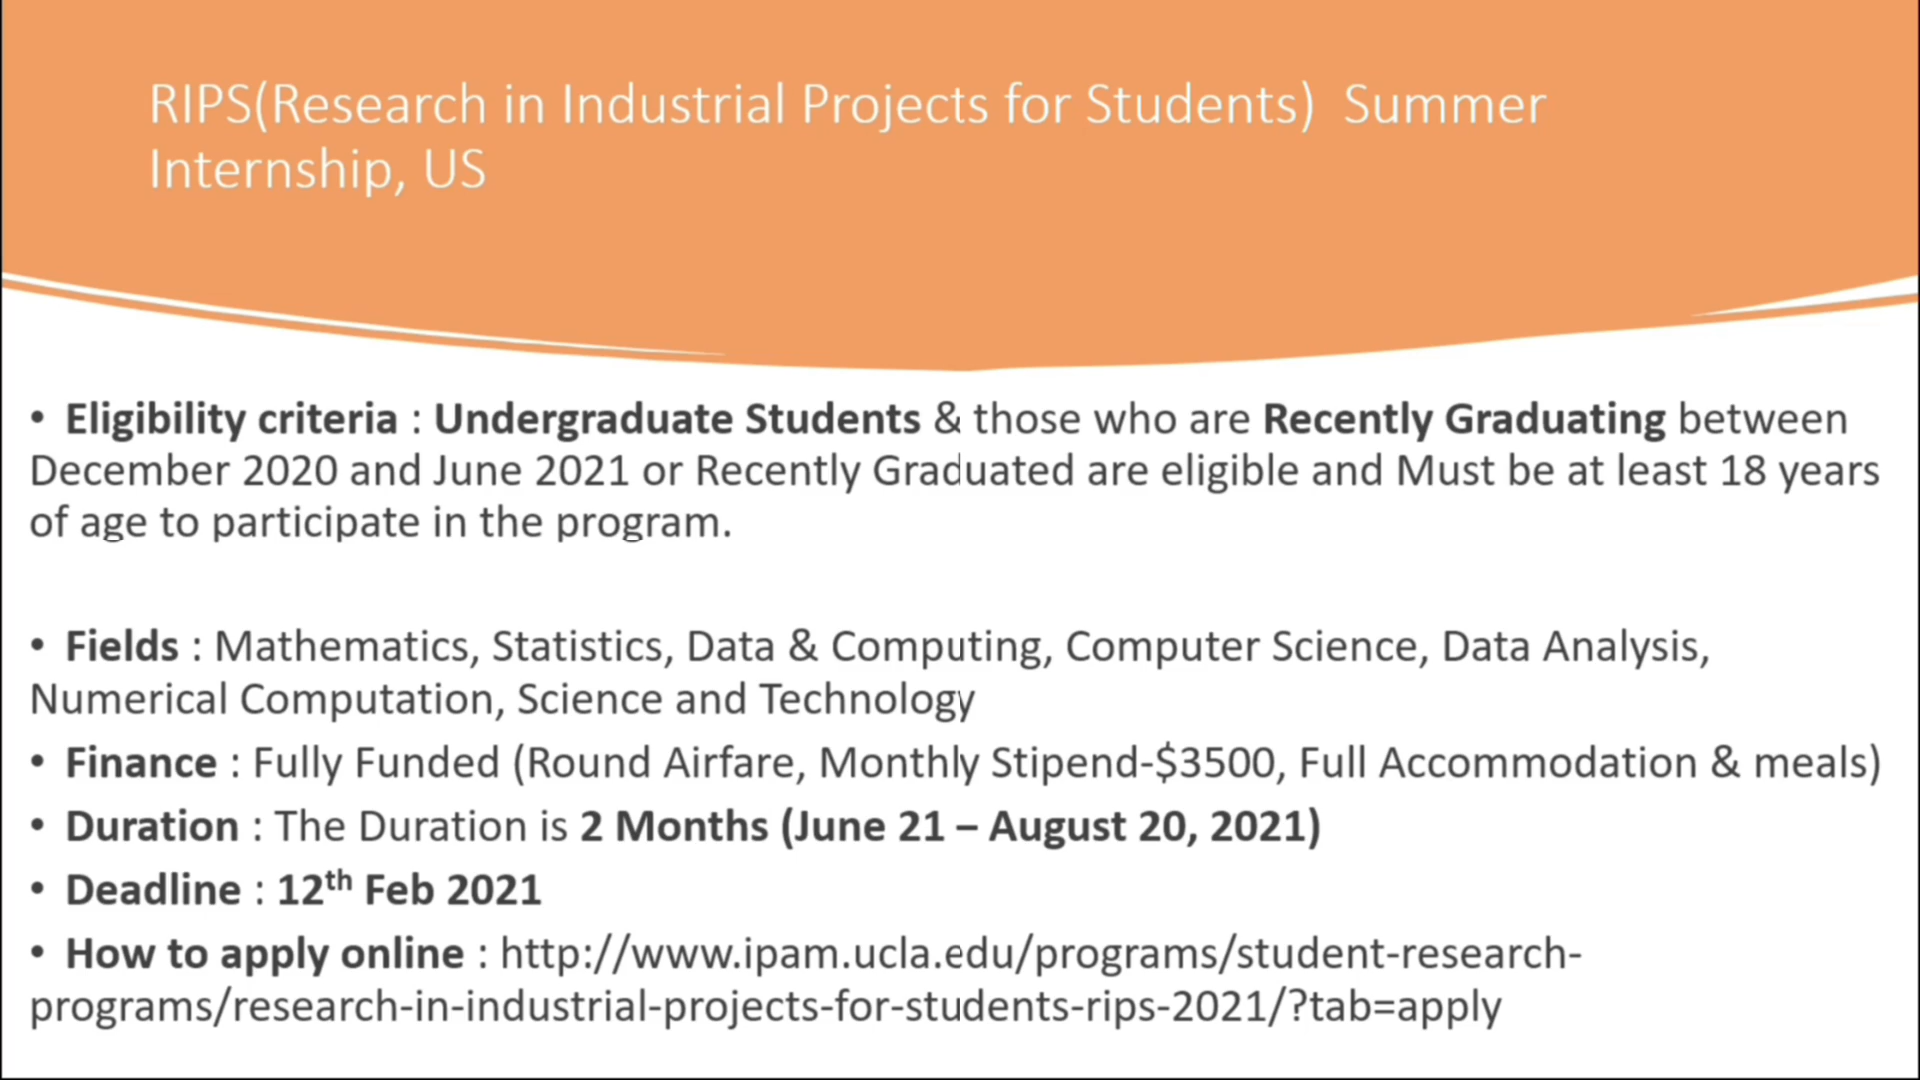 RIPS(Research in Industrial Projects for Students)  Summer
Internship, US
• Eligibility criteria : Undergraduate Students & those who are Recently Graduating between
December 2020 and June 2021 or Recently Graduated are eligible and Must be at least 18 years
of age to participate in the program.
• Fields : Mathematics, Statistics, Data & Computing, Computer Science, Data Analysis,
Numerical Computation, Science and Technology
• Finance : Fully Funded (Round Airfare, Monthly Stipend-$3500, Full Accommodation & meals)
• Duration : The Duration is 2 Months (June 21 – August 20, 2021)
• Deadline : 12th Feb 2021
• How to apply online : http://www.ipam.ucla.edu/programs/student-research-
programs/research-in-industrial-projects-for-students-rips-2021/?tab=apply